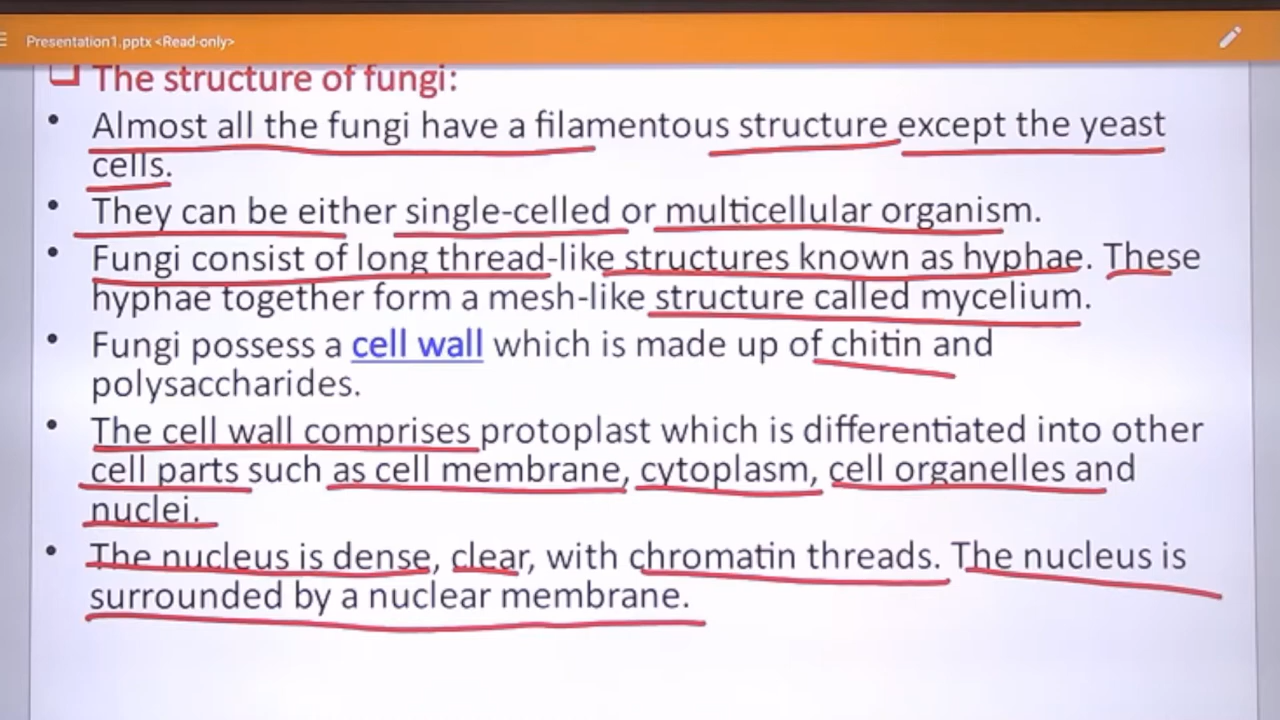 Presentation1.pptx <Read-only>
The structure of fungi:
• Almost all the fungi have a filamentous structure except the yeast
cells.
• They can be either single-celled or multicellular organism.
• Fungi consist of long thread-like structures known as hyphae. These
hyphae together form a mesh-like structure called mycelium.
• Fungi possess a cell wall which is made up of chitin and
polysaccharides.
• The cell wall comprises protoplast which is differentiated into other
cell parts such as cell membrane, cytoplasm, cell organelles and
nuclei.
• The nucleus is dense, clear, with chromatin threads. The nucleus is
surrounded by a nuclear membrane.